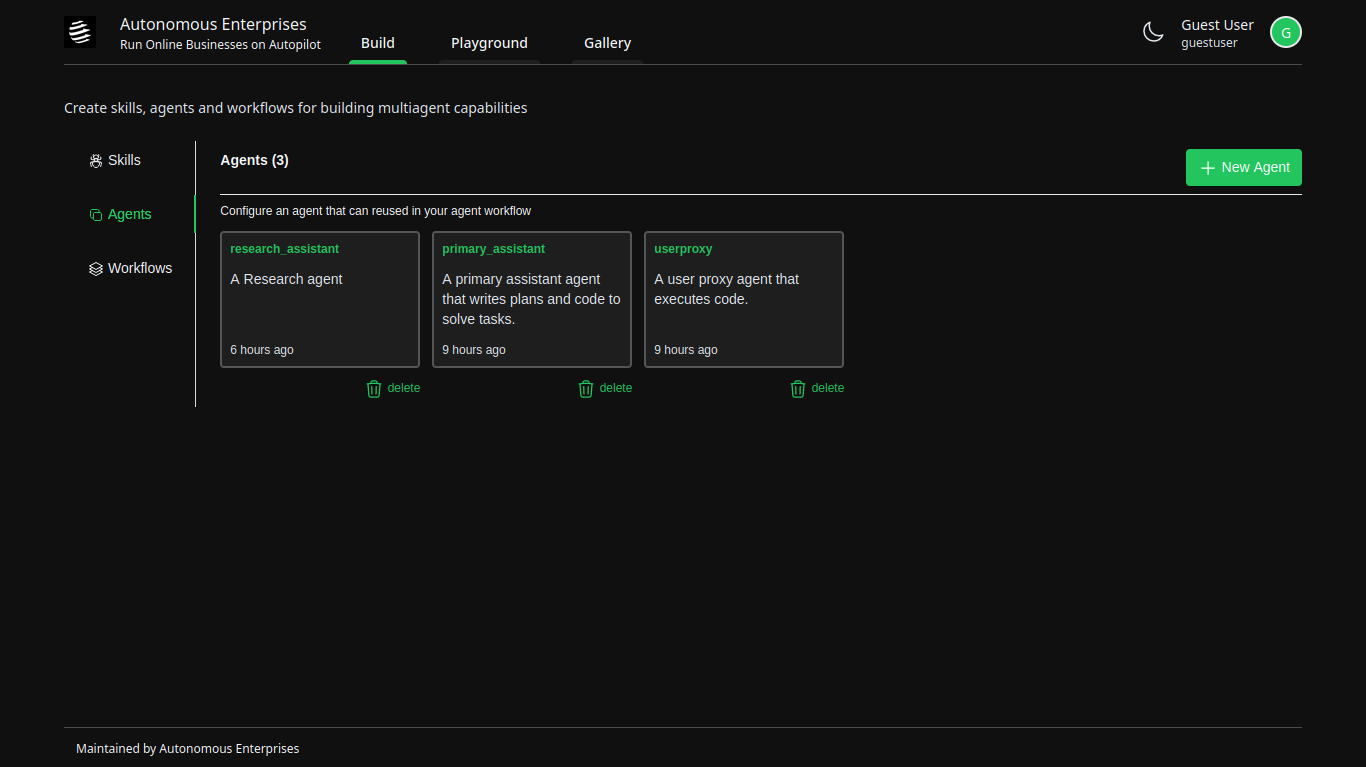 Autonomous Enterprises
Run Online Businesses on Autopilot
Build
Playground
Gallery
Guest User
guestuser
G
Create skills, agents and workflows for building multiagent capabilities
Skills
Agents
Workflows
Agents (3)
New Agent
Configure an agent that can reused in your agent workflow
research_assistant
A Research agent
6 hours ago
delete
primary_assistant
A primary assistant agent
that writes plans and code to
solve tasks.
9 hours ago
delete
userproxy
A user proxy agent that
executes code.
9 hours ago
delete
Maintained by Autonomous Enterprises